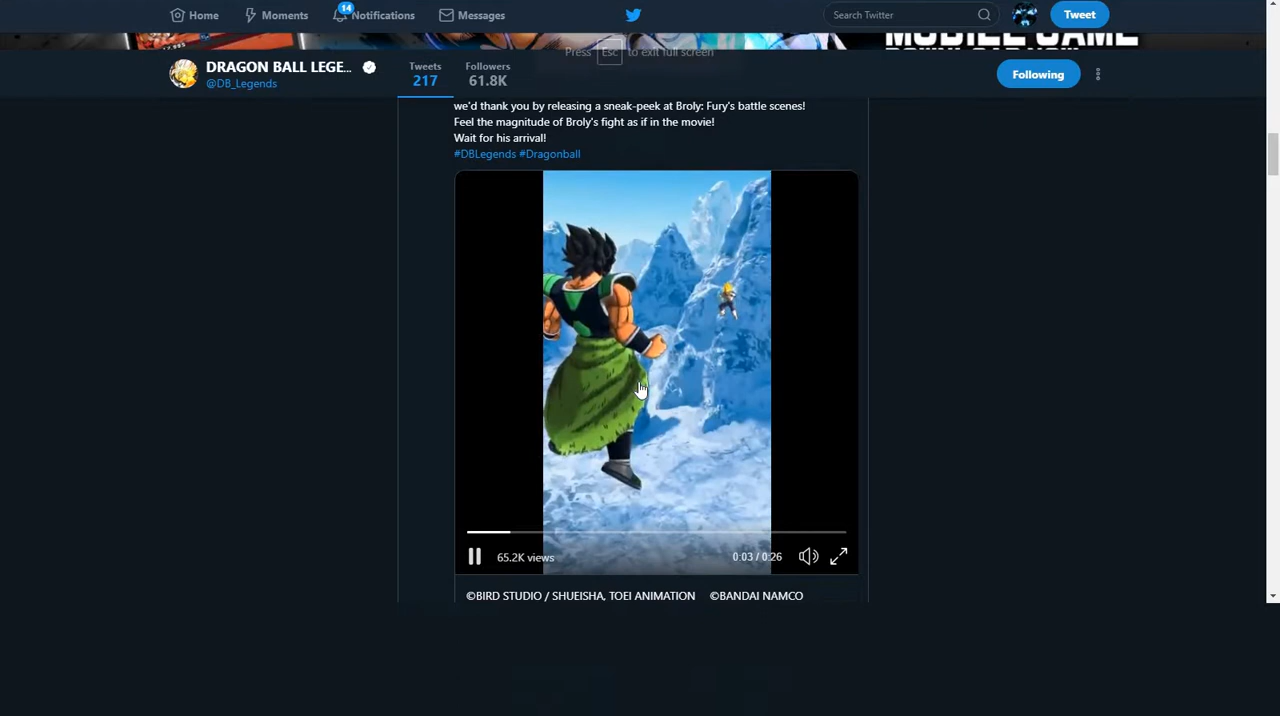 Home
Moments
14
Notifications
Messages
Search Twitter
Tweet
MOBILE GAME
Press Esc to exit full screen
DRAGON BALL LEGE...
@DB_Legends
Tweets
217
Followers
61.8K
Following
we'd thank you by releasing a sneak-peek at Broly: Fury's battle scenes!
Feel the magnitude of Broly's fight as if in the movie!
Wait for his arrival!
#DBLegends #Dragonball
65.2K views
0:03 / 0:26
©BIRD STUDIO / SHUEISHA, TOEI ANIMATION ©BANDAI NAMCO